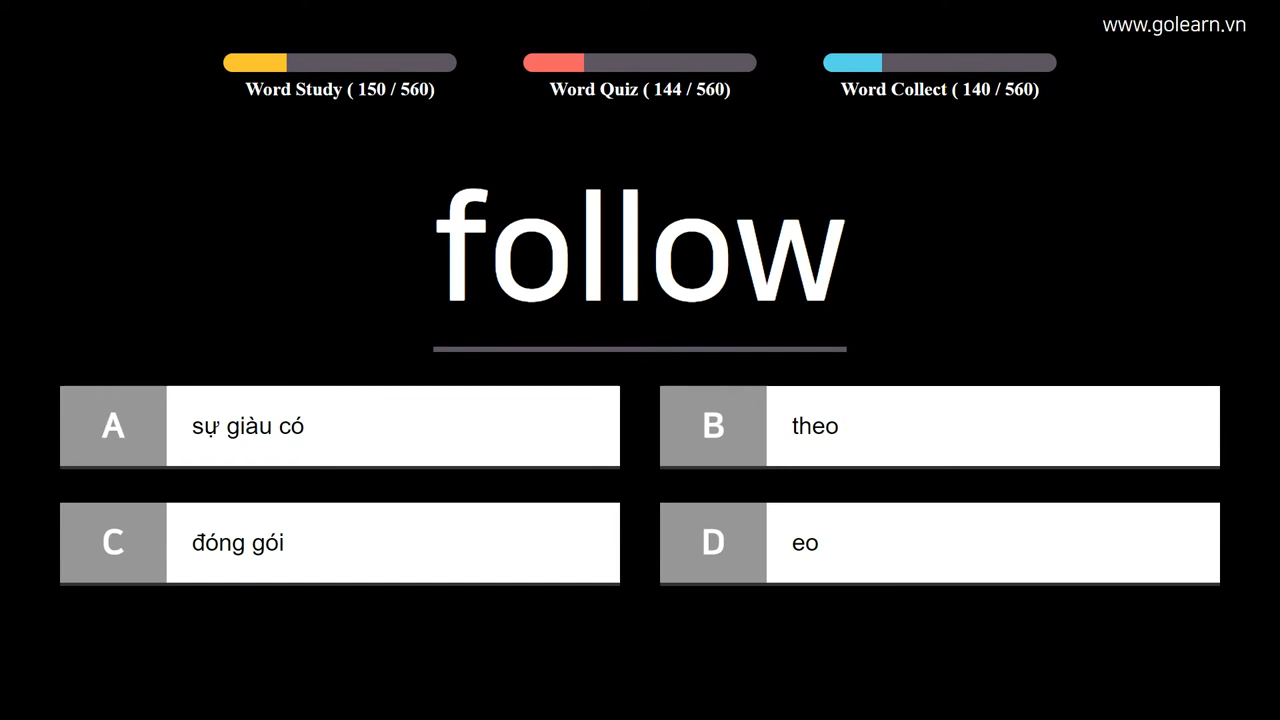 www.golearn.vn
Word Study ( 150 / 560)
Word Quiz ( 144 / 560)
Word Collect ( 140 / 560)
follow
A sự giàu có
B theo
C đóng gói
D eo